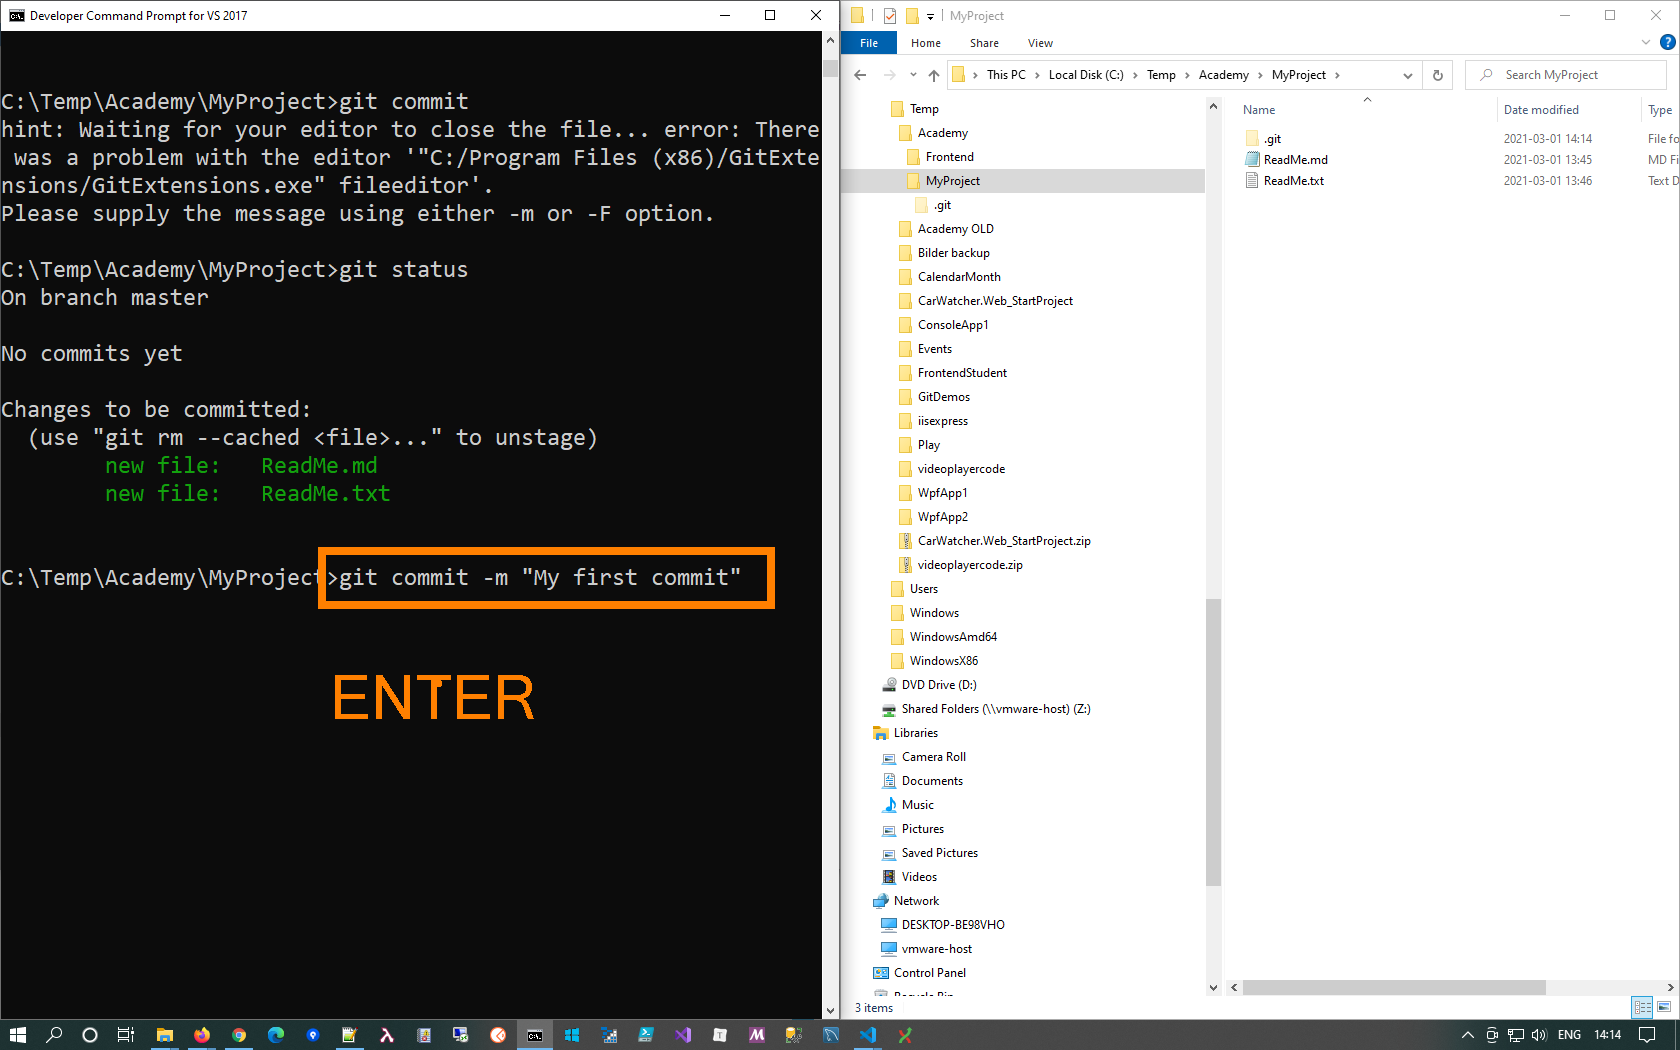 Developer Command Prompt for VS 2017
C:\Temp\Academy\MyProject>git commit
hint: Waiting for your editor to close the file... error: There
 was a problem with the editor '"C:/Program Files (x86)/GitExte
nsions/GitExtensions.exe" fileeditor'.
Please supply the message using either -m or -F option.
C:\Temp\Academy\MyProject>git status
On branch master
No commits yet
Changes to be committed:
  (use "git rm --cached <file>..." to unstage)
        new file:   ReadMe.md
        new file:   ReadMe.txt
C:\Temp\Academy\MyProject>git commit -m "My first commit"
ENTER
MyProject
File Home Share View
This PC > Local Disk (C:) > Temp > Academy > MyProject >
Search MyProject
Temp
Academy
Frontend
MyProject
.git
Academy OLD
Bilder backup
CalendarMonth
CarWatcher.Web_StartProject
ConsoleApp1
Events
FrontendStudent
GitDemos
iisexpress
Play
videoplayercode
WpfApp1
WpfApp2
CarWatcher.Web_StartProject.zip
videoplayercode.zip
Users
Windows
WindowsAmd64
WindowsX86
DVD Drive (D:)
Shared Folders (\\vmware-host) (Z:)
Libraries
Camera Roll
Documents
Music
Pictures
Saved Pictures
Videos
Network
DESKTOP-BE98VHO
vmware-host
Control Panel
Recycle Bin
Name Date modified Type
.git 2021-03-01 14:14 File fo
ReadMe.md 2021-03-01 13:45 MD Fi
ReadMe.txt 2021-03-01 13:46 Text D
3 items
ENG 14:14